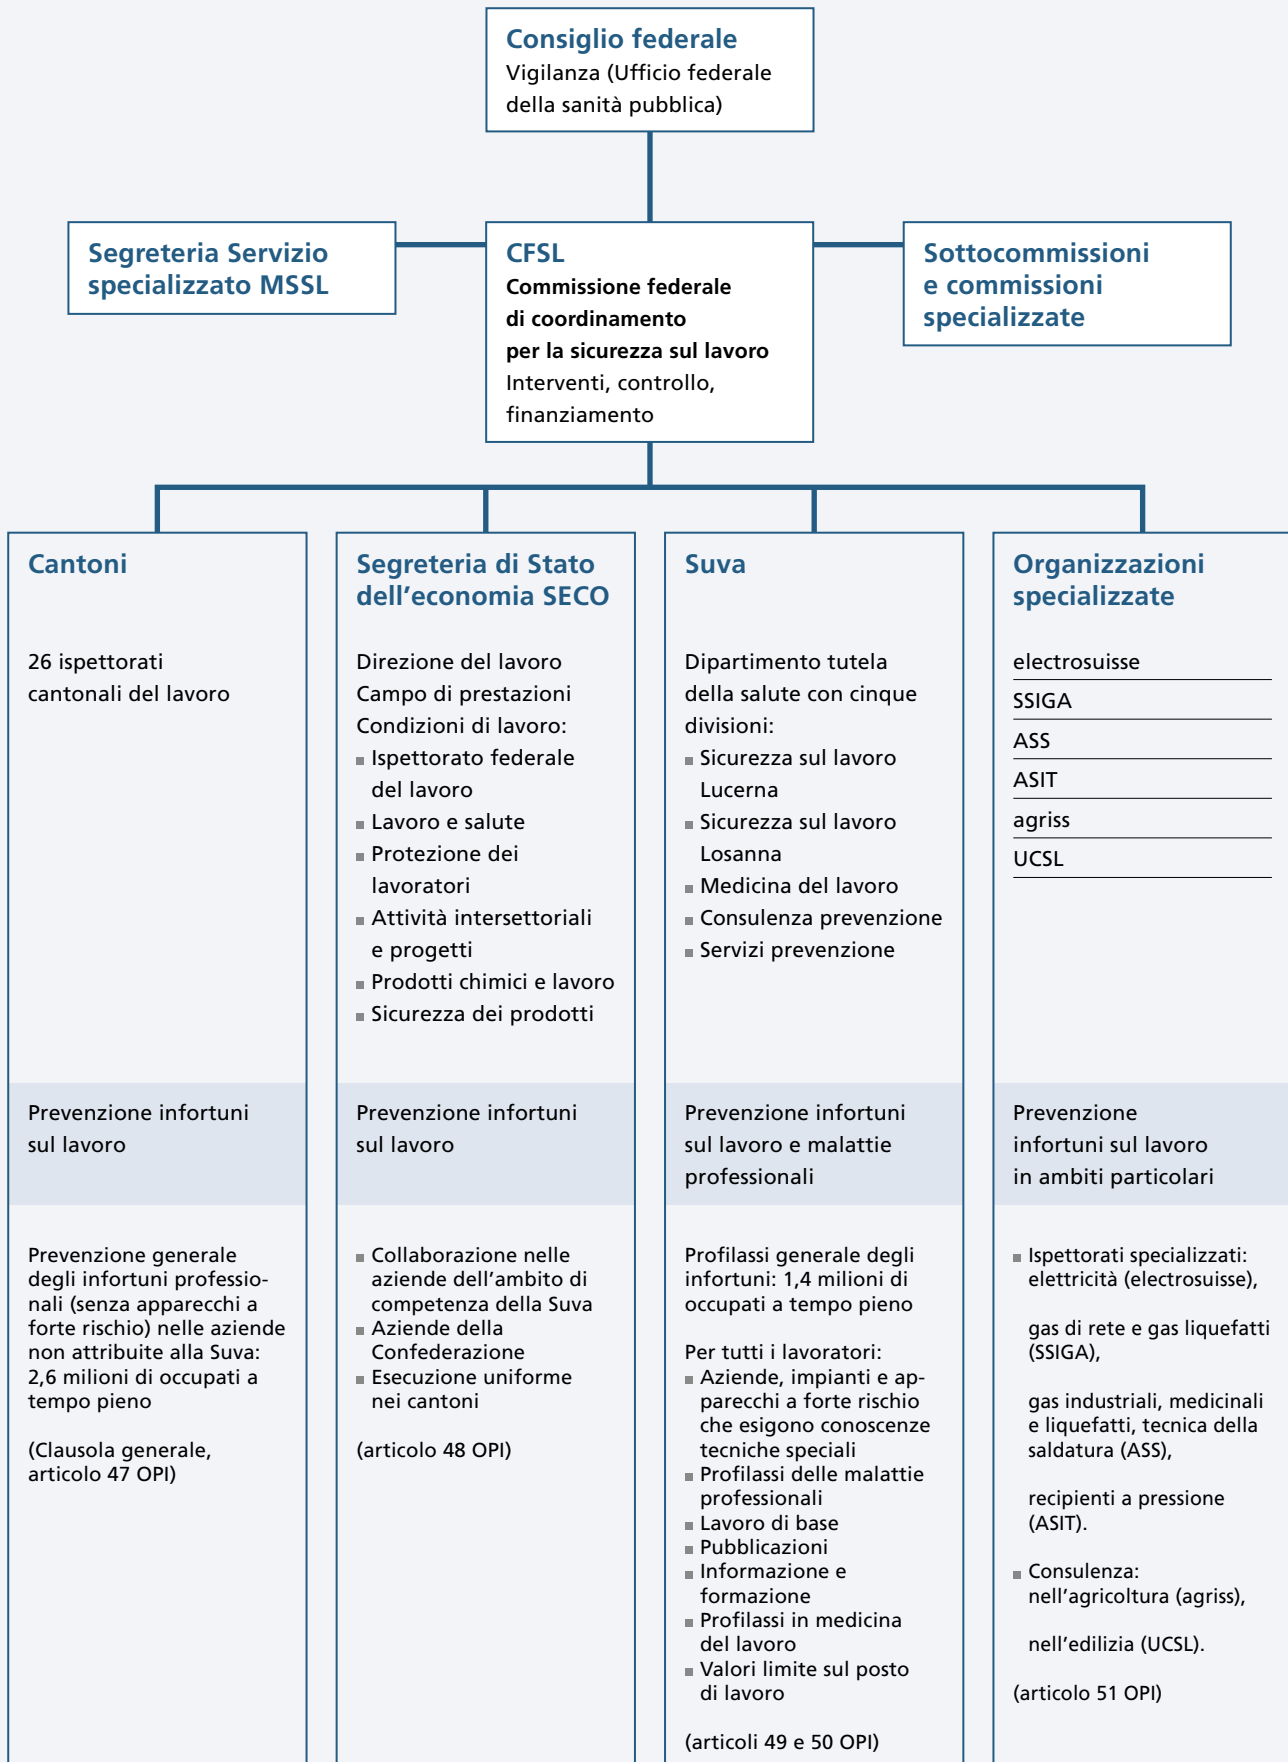 Consiglio federale
Vigilanza (Ufficio federale
della sanità pubblica)
Segreteria Servizio
specializzato MSSL
CFSL
Commissione federale
di coordinamento
per la sicurezza sul lavoro
Interventi, controllo,
finanziamento
Sottocommissioni
e commissioni
specializzate
Cantoni
26 ispettorati
cantonali del lavoro
Prevenzione infortuni
sul lavoro
Prevenzione generale
degli infortuni professio-
nali (senza apparecchi a
forte rischio) nelle aziende
non attribuite alla Suva:
2,6 milioni di occupati a
tempo pieno
(Clausola generale,
articolo 47 OPI)
Segreteria di Stato
dell'economia SECO
Direzione del lavoro
Campo di prestazioni
Condizioni di lavoro:
Ispettorato federale
del lavoro
Lavoro e salute
Protezione dei
lavoratori
Attività intersettoriali
e progetti
Prodotti chimici e lavoro
Sicurezza dei prodotti
Prevenzione infortuni
sul lavoro
Collaborazione nelle
aziende dell'ambito di
competenza della Suva
Aziende della
Confederazione
Esecuzione uniforme
nei cantoni
(articolo 48 OPI)
Suva
Dipartimento tutela
della salute con cinque
divisioni:
Sicurezza sul lavoro
Lucerna
Sicurezza sul lavoro
Losanna
Medicina del lavoro
Consulenza prevenzione
Servizi prevenzione
Prevenzione infortuni
sul lavoro e malattie
professionali
Profilassi generale degli
infortuni: 1,4 milioni di
occupati a tempo pieno
Per tutti i lavoratori:
Aziende, impianti e ap-
parecchi a forte rischio
che esigono conoscenze
tecniche speciali
Profilassi delle malattie
professionali
Lavoro di base
Pubblicazioni
Informazione e
formazione
Profilassi in medicina
del lavoro
Valori limite sul posto
di lavoro
(articoli 49 e 50 OPI)
Organizzazioni
specializzate
electrosuisse
SSIGA
ASS
ASIT
agriss
UCSL
Prevenzione
infortuni sul lavoro
in ambiti particolari
Ispettorati specializzati:
elettricità (electrosuisse),
gas di rete e gas liquefatti
(SSIGA),
gas industriali, medicinali
e liquefatti, tecnica della
saldatura (ASS),
recipienti a pressione
(ASIT).
Consulenza:
nell'agricoltura (agriss),
nell'edilizia (UCSL).
(articolo 51 OPI)